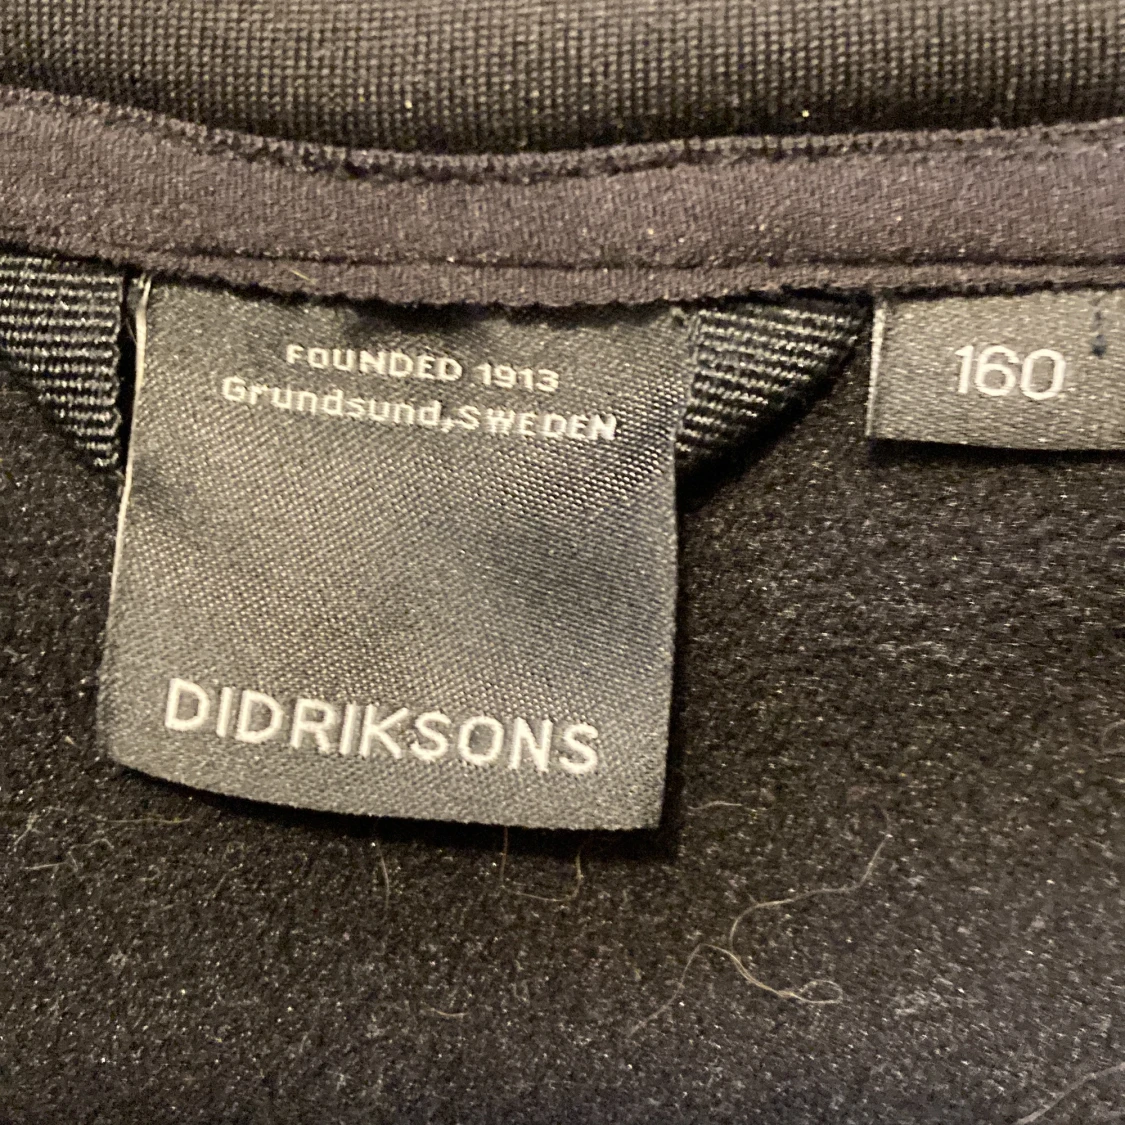 FOUNDED 1913
Grundsund,SWEDEN
DIDRIKSONS
160